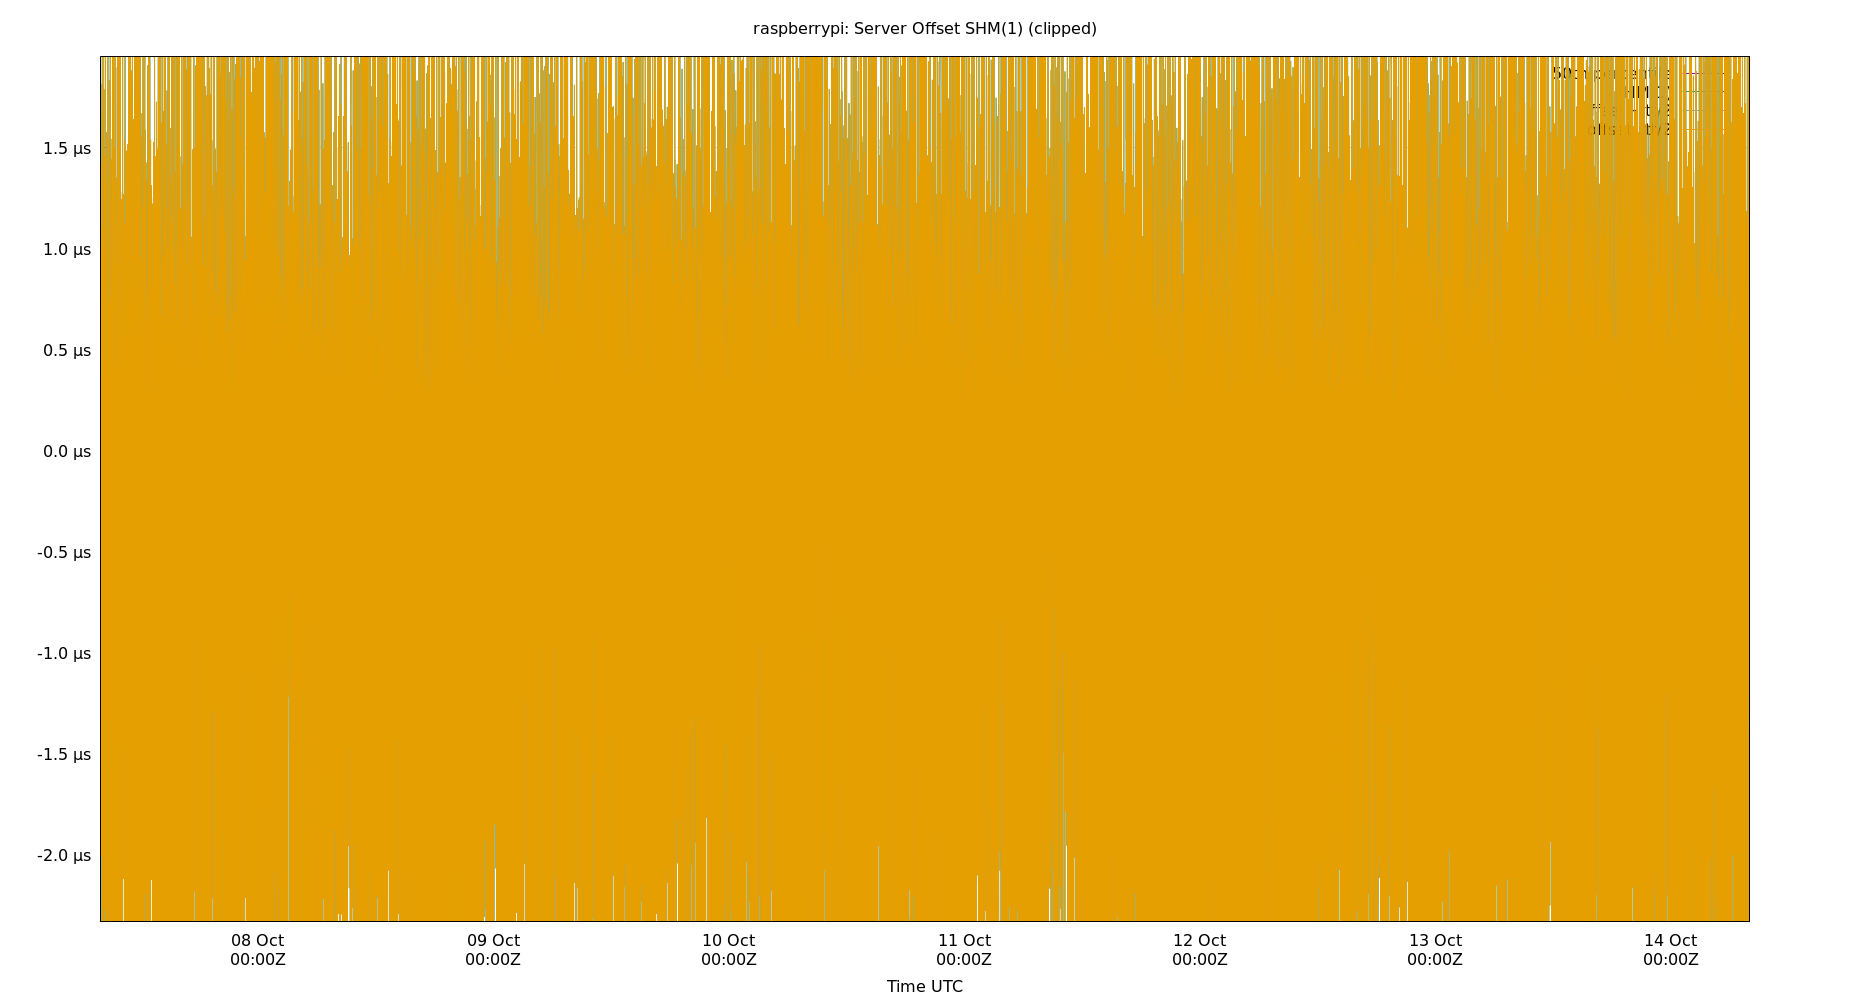 raspberrypi: Server Offset SHM(1) (clipped)
1.5 µs
1.0 µs
0.5 µs
0.0 µs
-0.5 µs
-1.0 µs
-1.5 µs
-2.0 µs
08 Oct 09 Oct 10 Oct 11 Oct 12 Oct 13 Oct 14 Oct
00:00Z 00:00Z 00:00Z 00:00Z 00:00Z 00:00Z 00:00Z
Time UTC